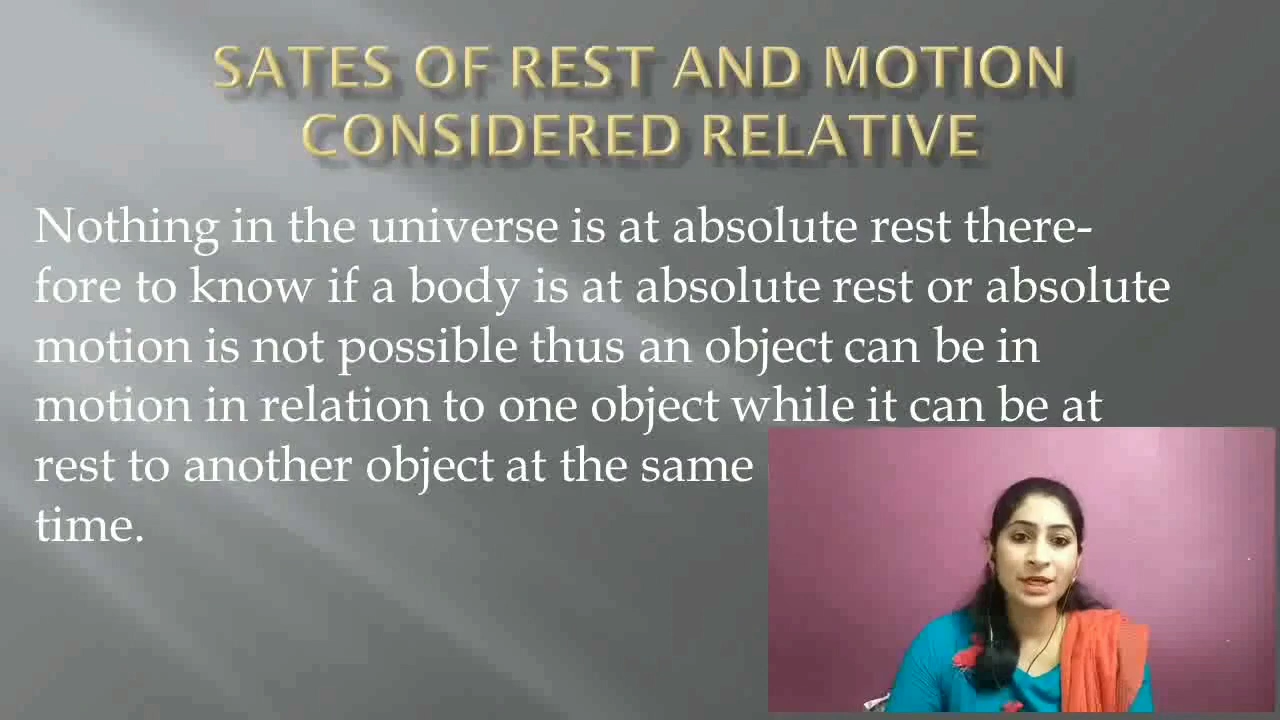 SATES OF REST AND MOTION
CONSIDERED RELATIVE
Nothing in the universe is at absolute rest there-
fore to know if a body is at absolute rest or absolute
motion is not possible thus an object can be in
motion in relation to one object while it can be at
rest to another object at the same
time.